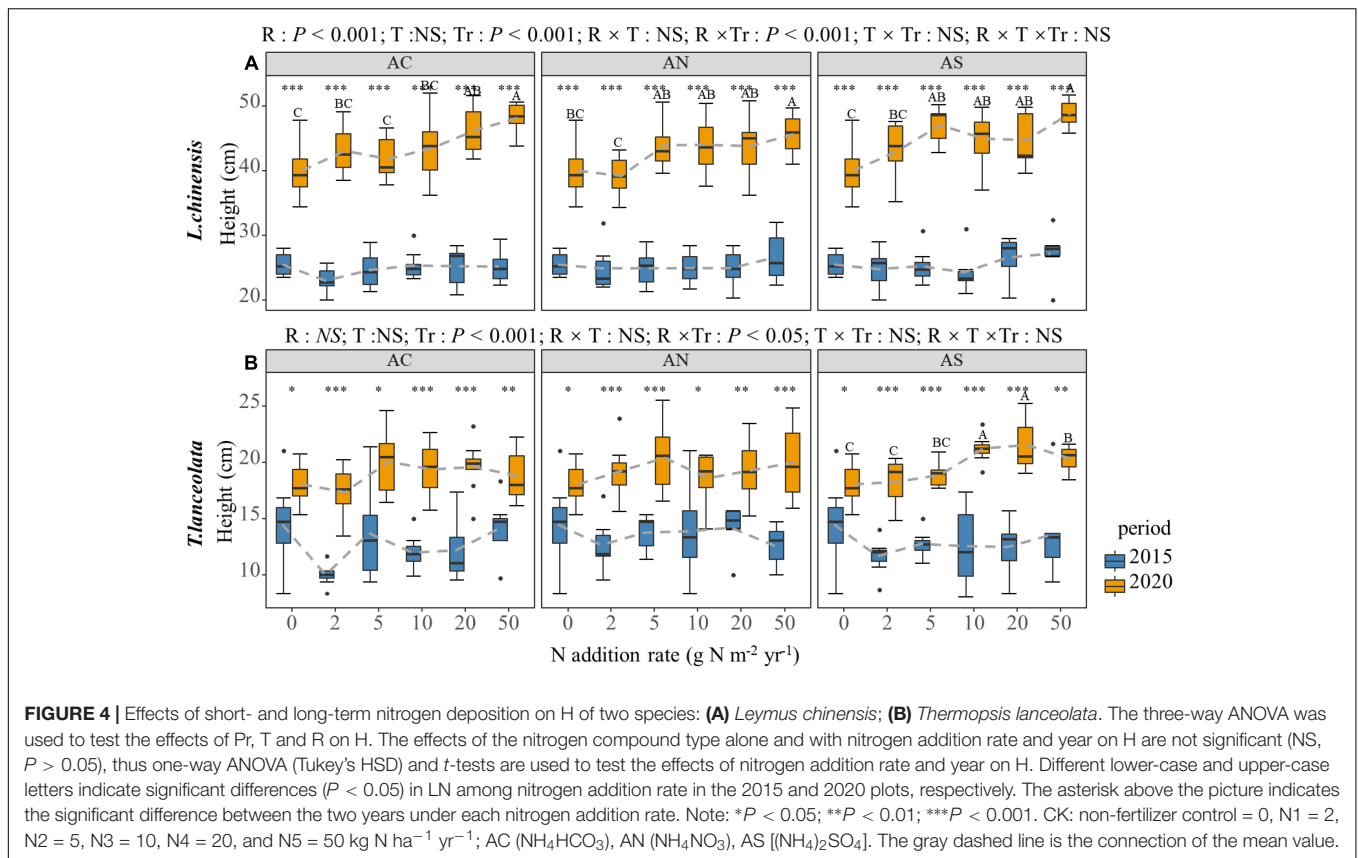 R : P < 0.001; T :NS; Tr : P < 0.001; R × T : NS; R ×Tr : P < 0.001; T × Tr : NS; R × T ×Tr : NS
A
AC AN AS
*** *** *** *** *** *** *** *** *** *** *** *** *** *** *** *** *** ***
C BC C BC AB A BC C AB AB AB A C BC AB AB AB A
50
40
30
20
L.chinensis
Height (cm)
R : NS; T :NS; Tr : P < 0.001; R × T : NS; R ×Tr : P < 0.05; T × Tr : NS; R × T ×Tr : NS
B
AC AN AS
* *** * *** *** ** * *** *** * ** *** * *** *** *** *** **
C C BC A A B
25
20
15
10
T.lanceolata
Height (cm)
period
2015
2020
0 2 5 10 20 50 0 2 5 10 20 50 0 2 5 10 20 50
N addition rate (g N m⁻² yr⁻¹)
FIGURE 4 | Effects of short- and long-term nitrogen deposition on H of two species: (A) Leymus chinensis; (B) Thermopsis lanceolata. The three-way ANOVA was
used to test the effects of Pr, T and R on H. The effects of the nitrogen compound type alone and with nitrogen addition rate and year on H are not significant (NS,
P > 0.05), thus one-way ANOVA (Tukey's HSD) and t-tests are used to test the effects of nitrogen addition rate and year on H. Different lower-case and upper-case
letters indicate significant differences (P < 0.05) in LN among nitrogen addition rate in the 2015 and 2020 plots, respectively. The asterisk above the picture indicates
the significant difference between the two years under each nitrogen addition rate. Note: *P < 0.05; **P < 0.01; ***P < 0.001. CK: non-fertilizer control = 0, N1 = 2,
N2 = 5, N3 = 10, N4 = 20, and N5 = 50 kg N ha⁻¹ yr⁻¹; AC (NH₄HCO₃), AN (NH₄NO₃), AS [(NH₄)₂SO₄]. The gray dashed line is the connection of the mean value.